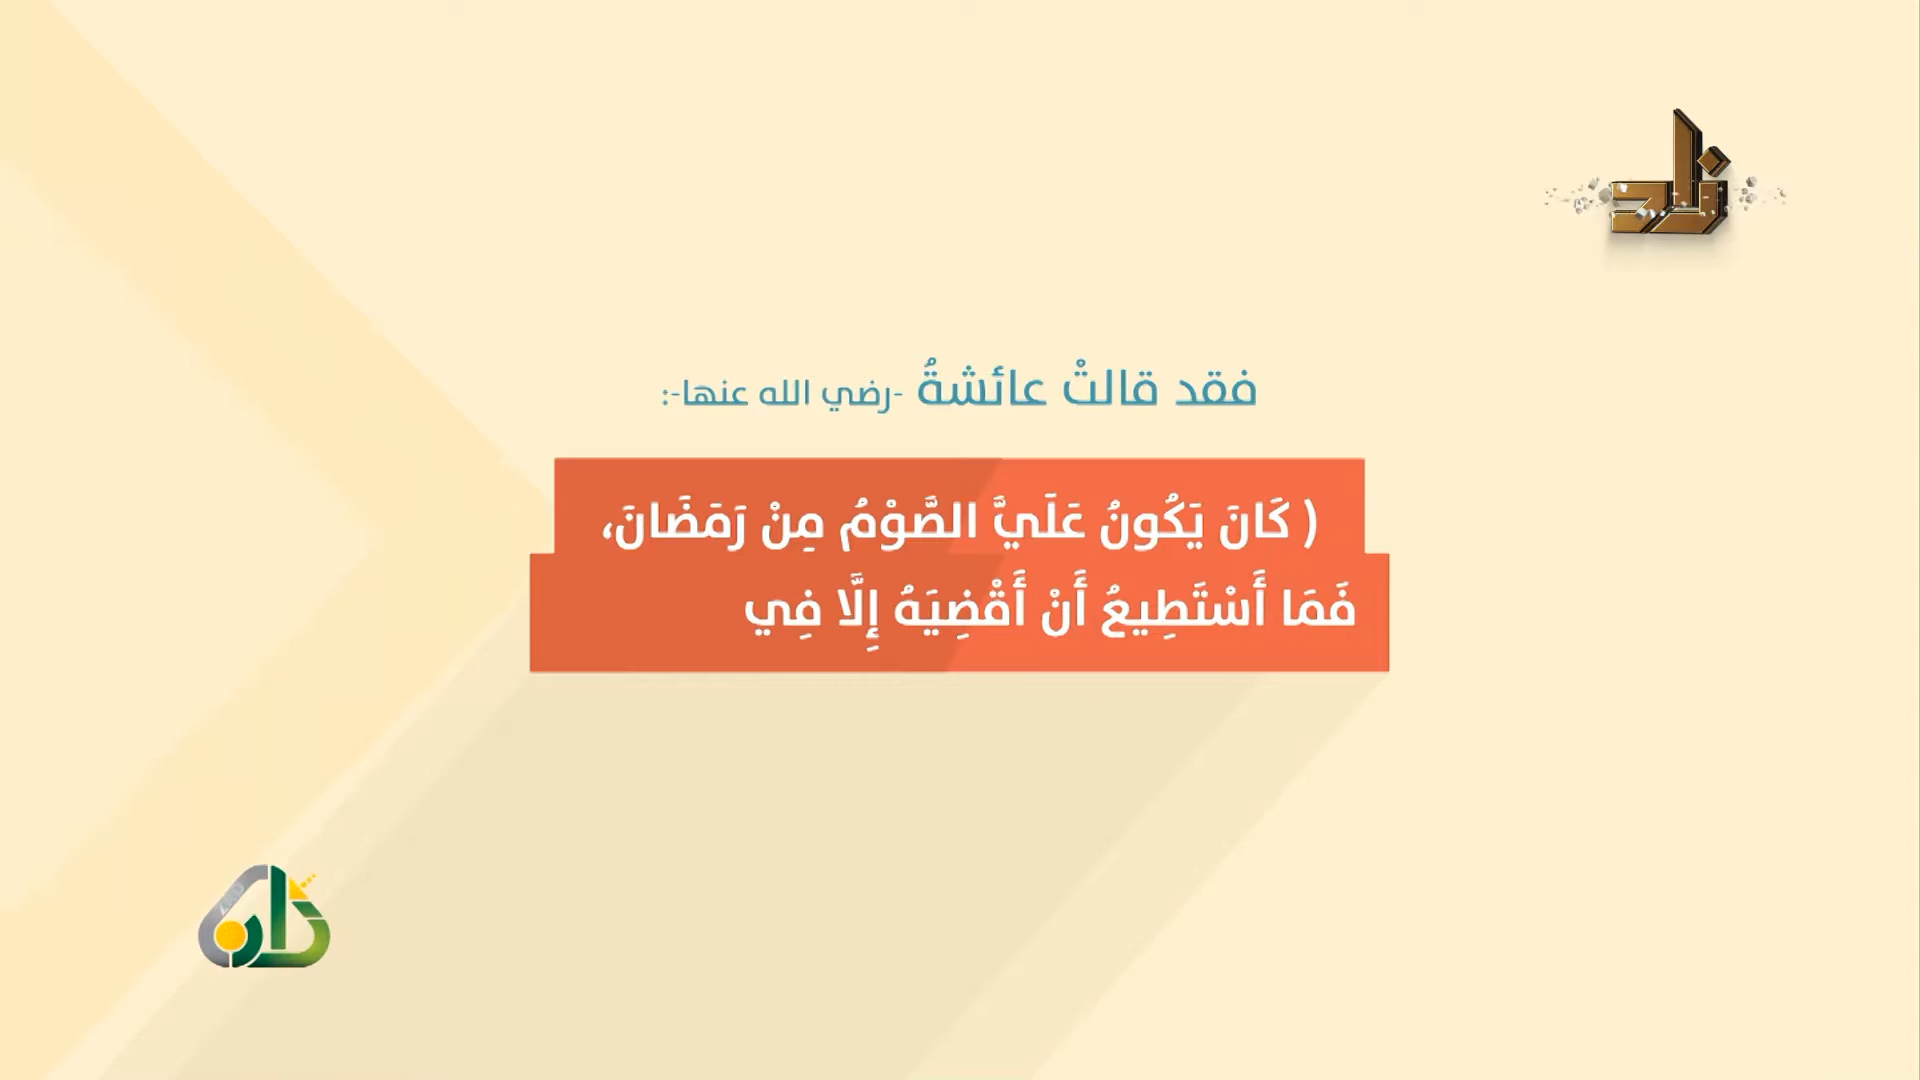 فقد قالتْ عائشةُ -رضي الله عنها-:
( كَانَ يَكُونُ عَلَيَّ الصَّوْمُ مِنْ رَمَضَانَ،
فَمَا أَسْتَطِيعُ أَنْ أَقْضِيَهُ إِلَّا فِي